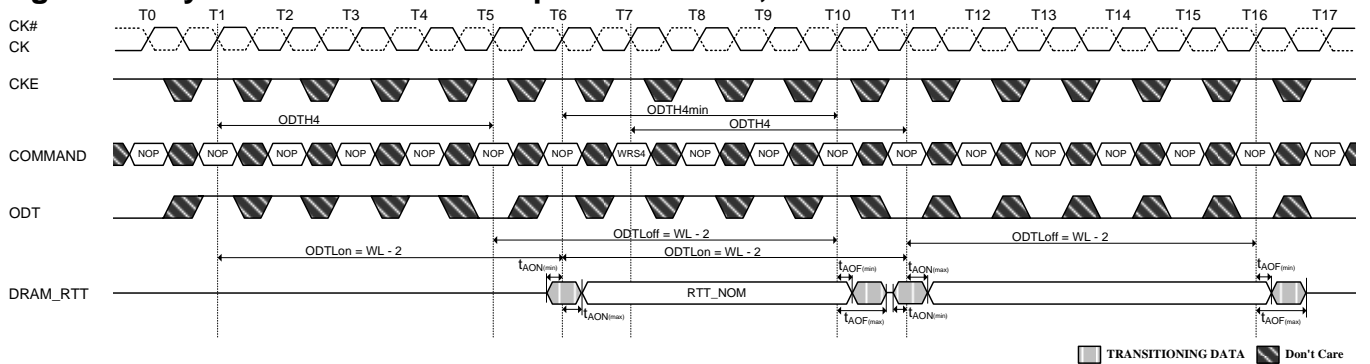 T0 T1 T2 T3 T4 T5 T6 T7 T8 T9 T10 T11 T12 T13 T14 T15 T16 T17
CK#
CK
CKE
ODTH4min
ODTH4
ODTH4
COMMAND NOP NOP NOP NOP NOP NOP NOP WRS4 NOP NOP NOP NOP NOP NOP NOP NOP NOP NOP
ODT
ODTLoff = WL - 2 ODTLoff = WL - 2
ODTLon = WL - 2 ODTLon = WL - 2
tAON(min) tAOF(min) tAON(max) tAOF(min)
DRAM_RTT RTT_NOM
tAON(max) tAOF(max) tAON(min) tAOF(max)
TRANSITIONING DATA Don't Care